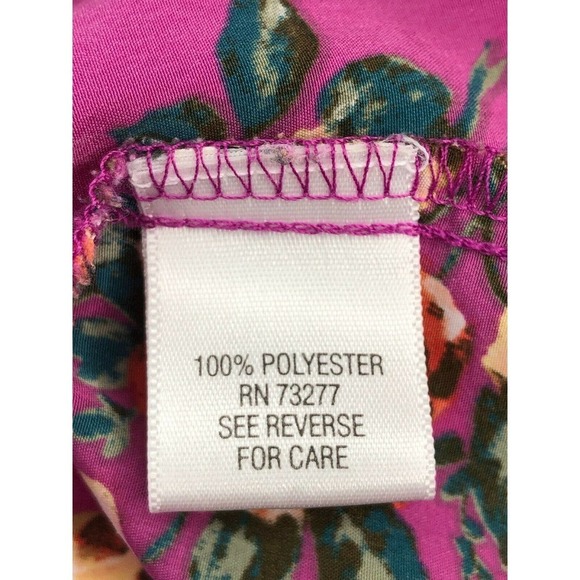 100% POLYESTER
RN 73277
SEE REVERSE
FOR CARE